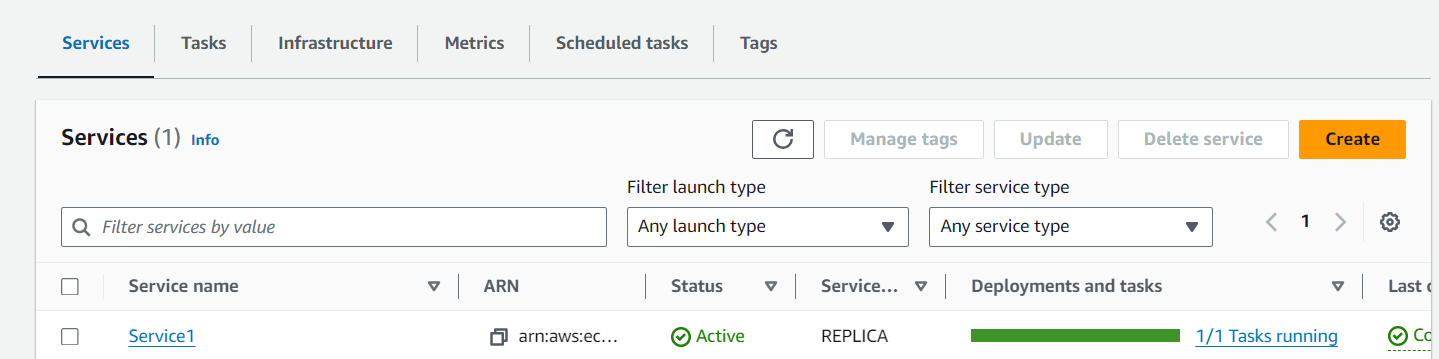 Services Tasks Infrastructure Metrics Scheduled tasks Tags
Services (1) Info Manage tags Update Delete service Create
Filter launch type Filter service type
Filter services by value Any launch type Any service type 1
Service name ARN Status Service... Deployments and tasks Last
Service1 arn:aws:ec... Active REPLICA 1/1 Tasks running